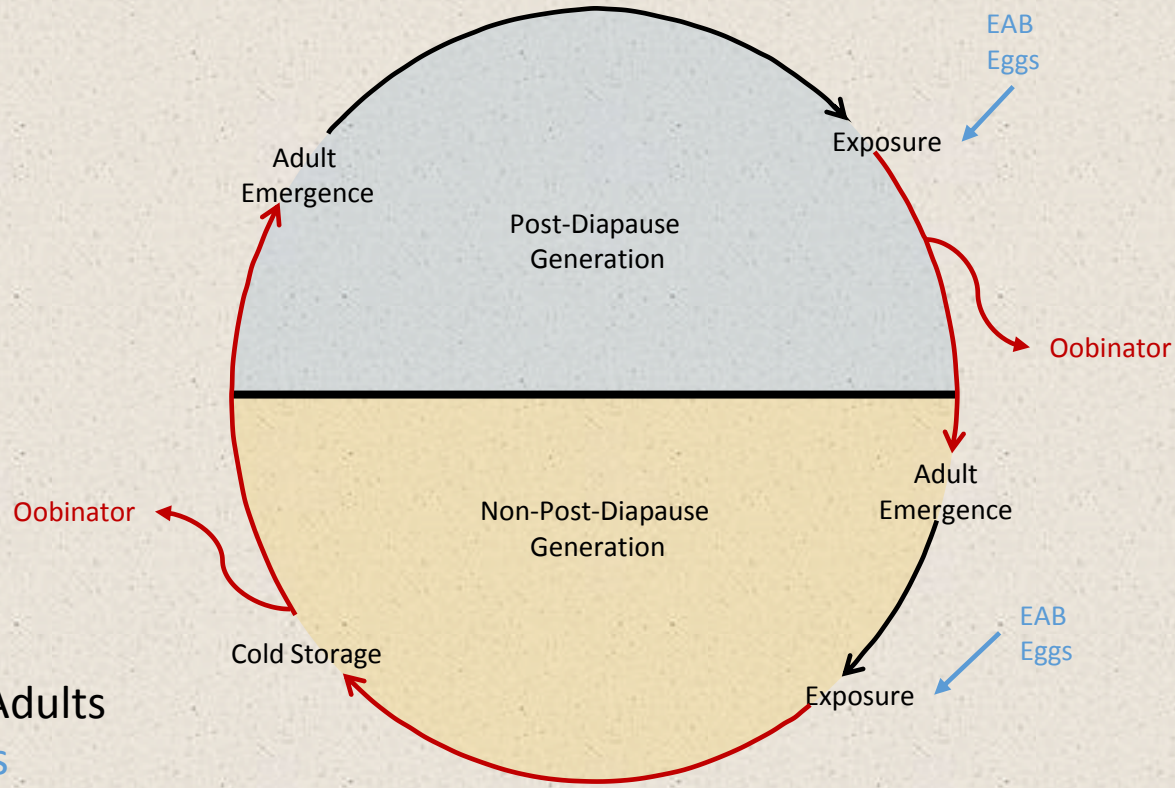 EAB
Eggs
Exposure
Adult
Emergence
Post-Diapause
Generation
Oobinator
Adult
Emergence
Non-Post-Diapause
Generation
Oobinator
EAB
Eggs
Cold Storage
Exposure
Adults